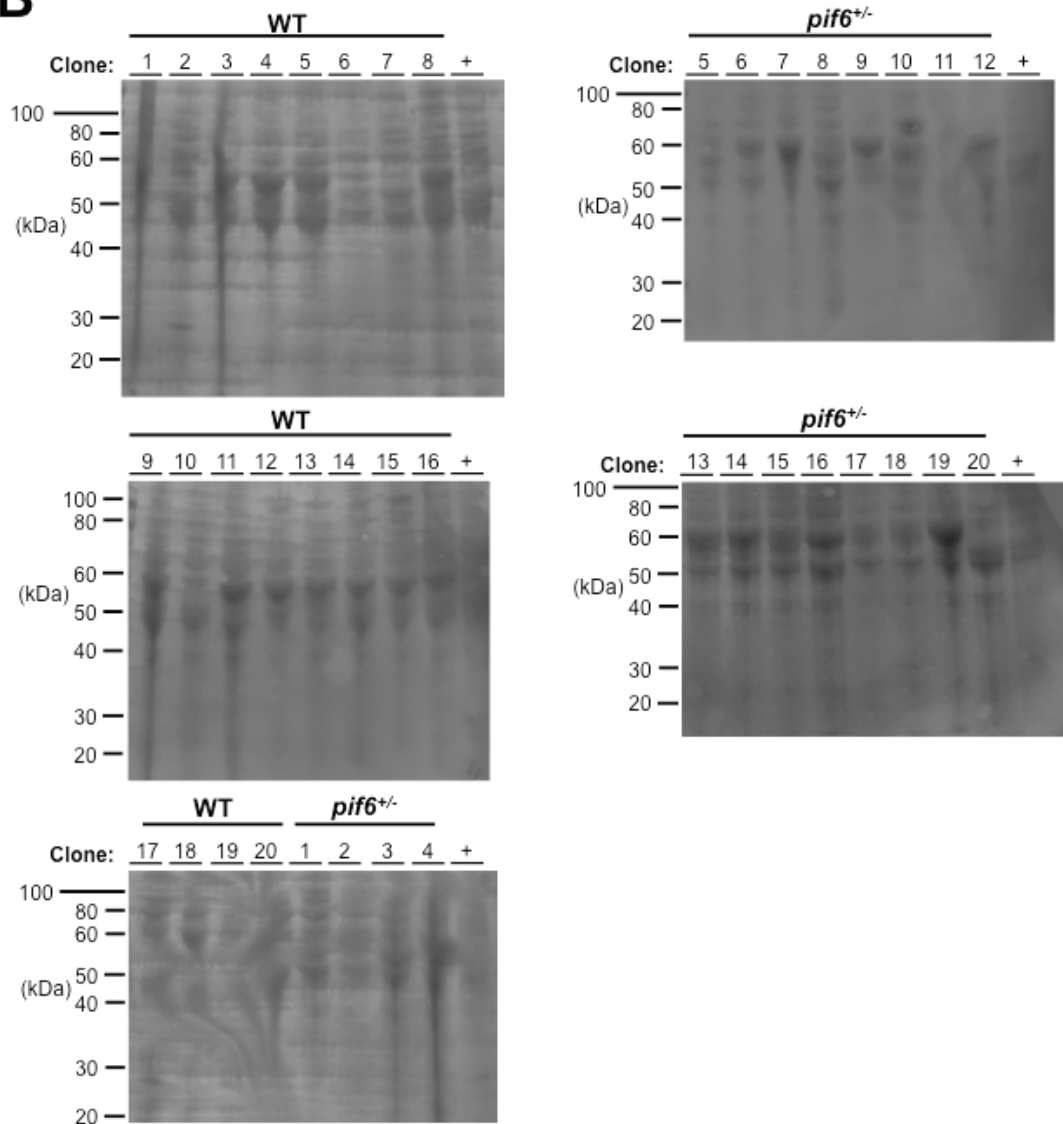 B
WT
Clone: 1 2 3 4 5 6 7 8 +
100
80
60
50
(kDa)
40
30
20
pif6+/-
Clone: 5 6 7 8 9 10 11 12 +
100
80
60
50
(kDa)
40
30
20
WT
9 10 11 12 13 14 15 16 +
100
80
60
(kDa)
50
40
30
20
pif6+/-
Clone: 13 14 15 16 17 18 19 20 +
100
80
60
50
(kDa)
40
30
20
WT pif6+/-
Clone: 17 18 19 20 1 2 3 4 +
100
80
60
50
(kDa)
40
30
20